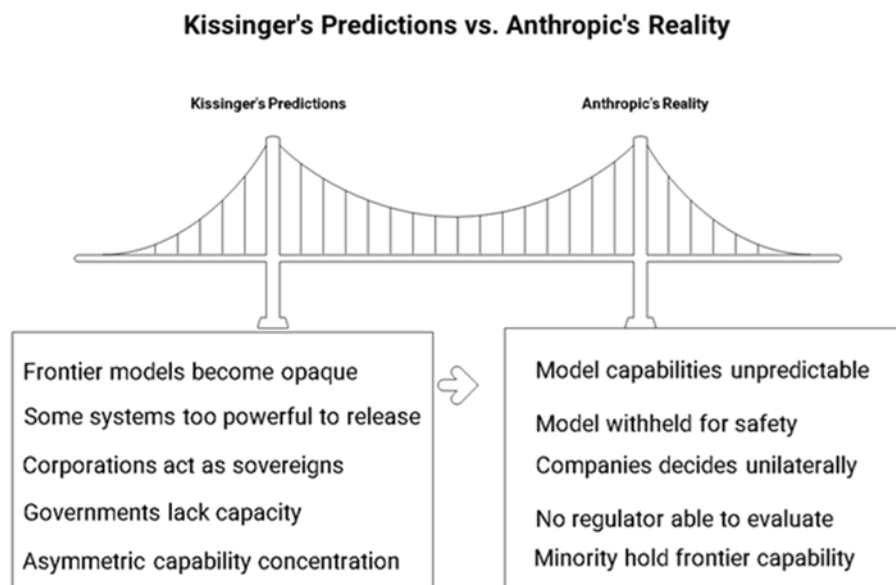 Kissinger's Predictions vs. Anthropic's Reality
Kissinger's Predictions
Anthropic's Reality
Frontier models become opaque
Some systems too powerful to release
Corporations act as sovereigns
Governments lack capacity
Asymmetric capability concentration
Model capabilities unpredictable
Model withheld for safety
Companies decides unilaterally
No regulator able to evaluate
Minority hold frontier capability